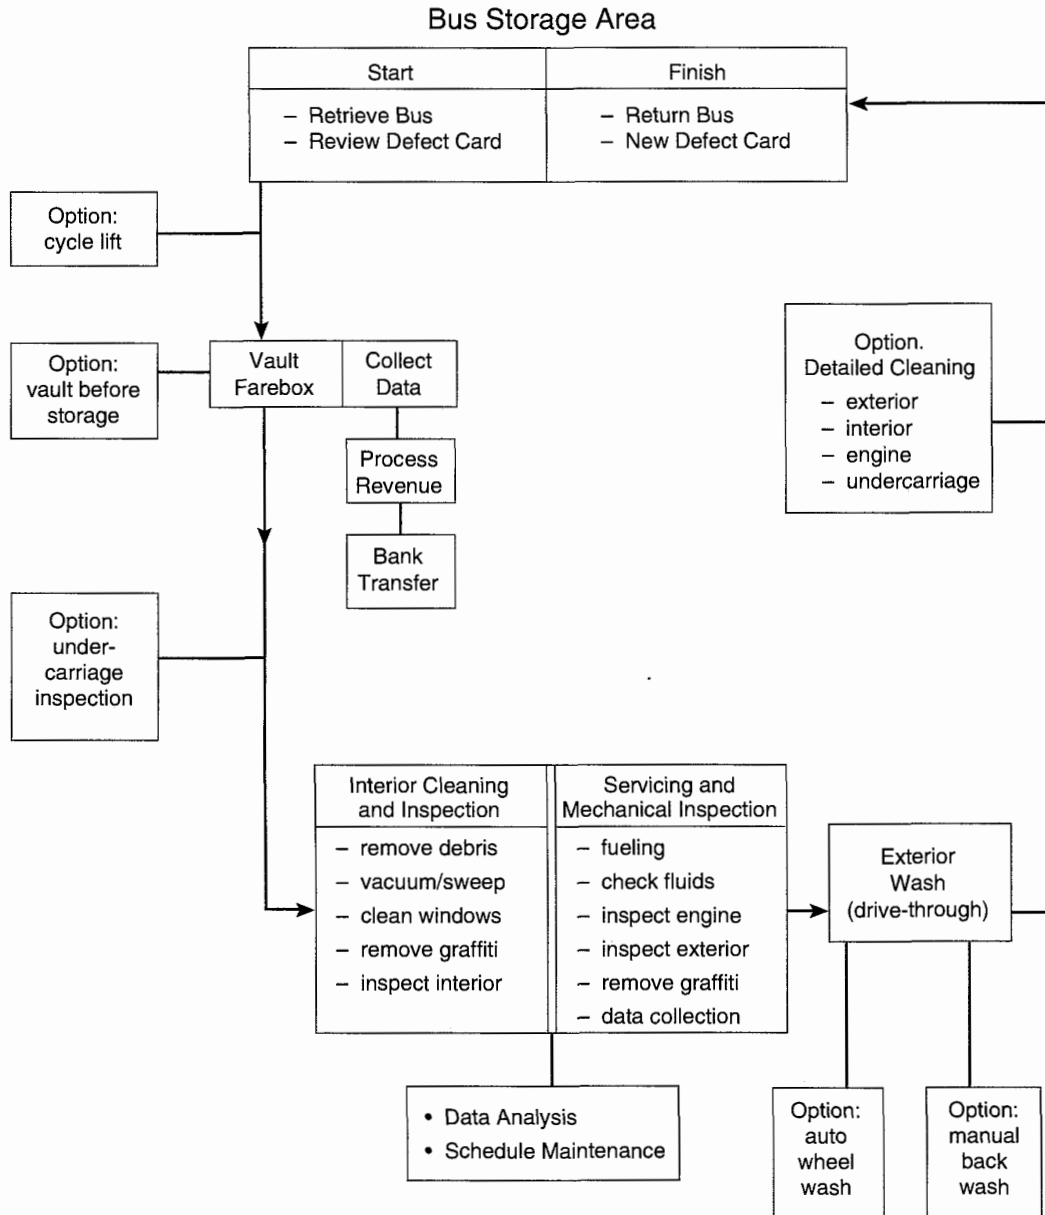 Bus Storage Area
Start
– Retrieve Bus
– Review Defect Card
Finish
– Return Bus
– New Defect Card
Option:
cycle lift
Option:
vault before
storage
Vault
Farebox
Collect
Data
Process
Revenue
Bank
Transfer
Option.
Detailed Cleaning
– exterior
– interior
– engine
– undercarriage
Option:
under-
carriage
inspection
Interior Cleaning
and Inspection
– remove debris
– vacuum/sweep
– clean windows
– remove graffiti
– inspect interior
Servicing and
Mechanical Inspection
– fueling
– check fluids
– inspect engine
– inspect exterior
– remove graffiti
– data collection
Exterior
Wash
(drive-through)
• Data Analysis
• Schedule Maintenance
Option:
auto
wheel
wash
Option:
manual
back
wash